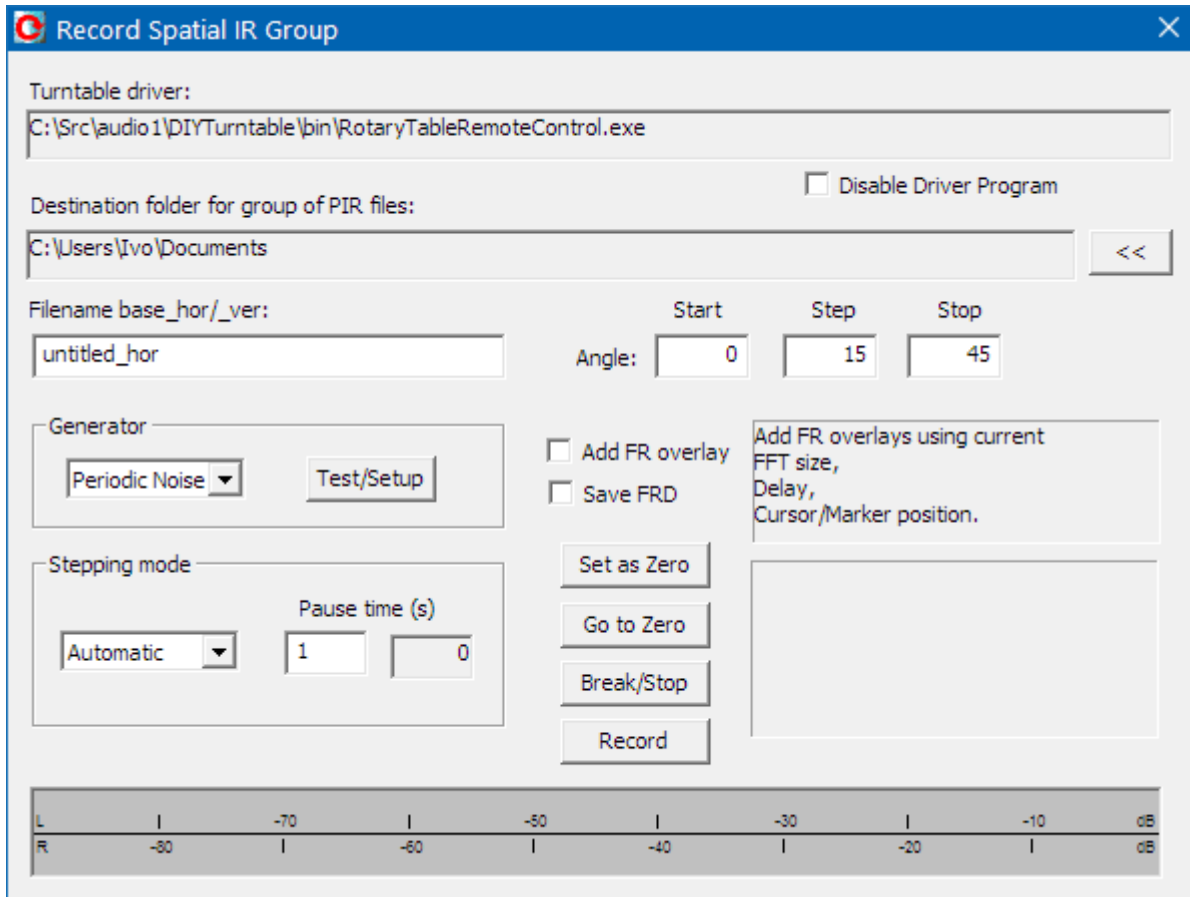 Record Spatial IR Group
Turntable driver:
C:\Src\audio1\DIYTurntable\bin\RotaryTableRemoteControl.exe
Disable Driver Program
Destination folder for group of PIR files:
C:\Users\Ivo\Documents
<<
Filename base_hor/_ver:
Start Step Stop
untitled_hor
Angle: 0 15 45
Generator
Periodic Noise
Test/Setup
Add FR overlay
Save FRD
Add FR overlays using current
FFT size,
Delay,
Cursor/Marker position.
Stepping mode
Pause time (s)
Automatic
1 0
Set as Zero
Go to Zero
Break/Stop
Record
L -70 -50 -30 -10 dB
R -80 -60 -40 -20 dB